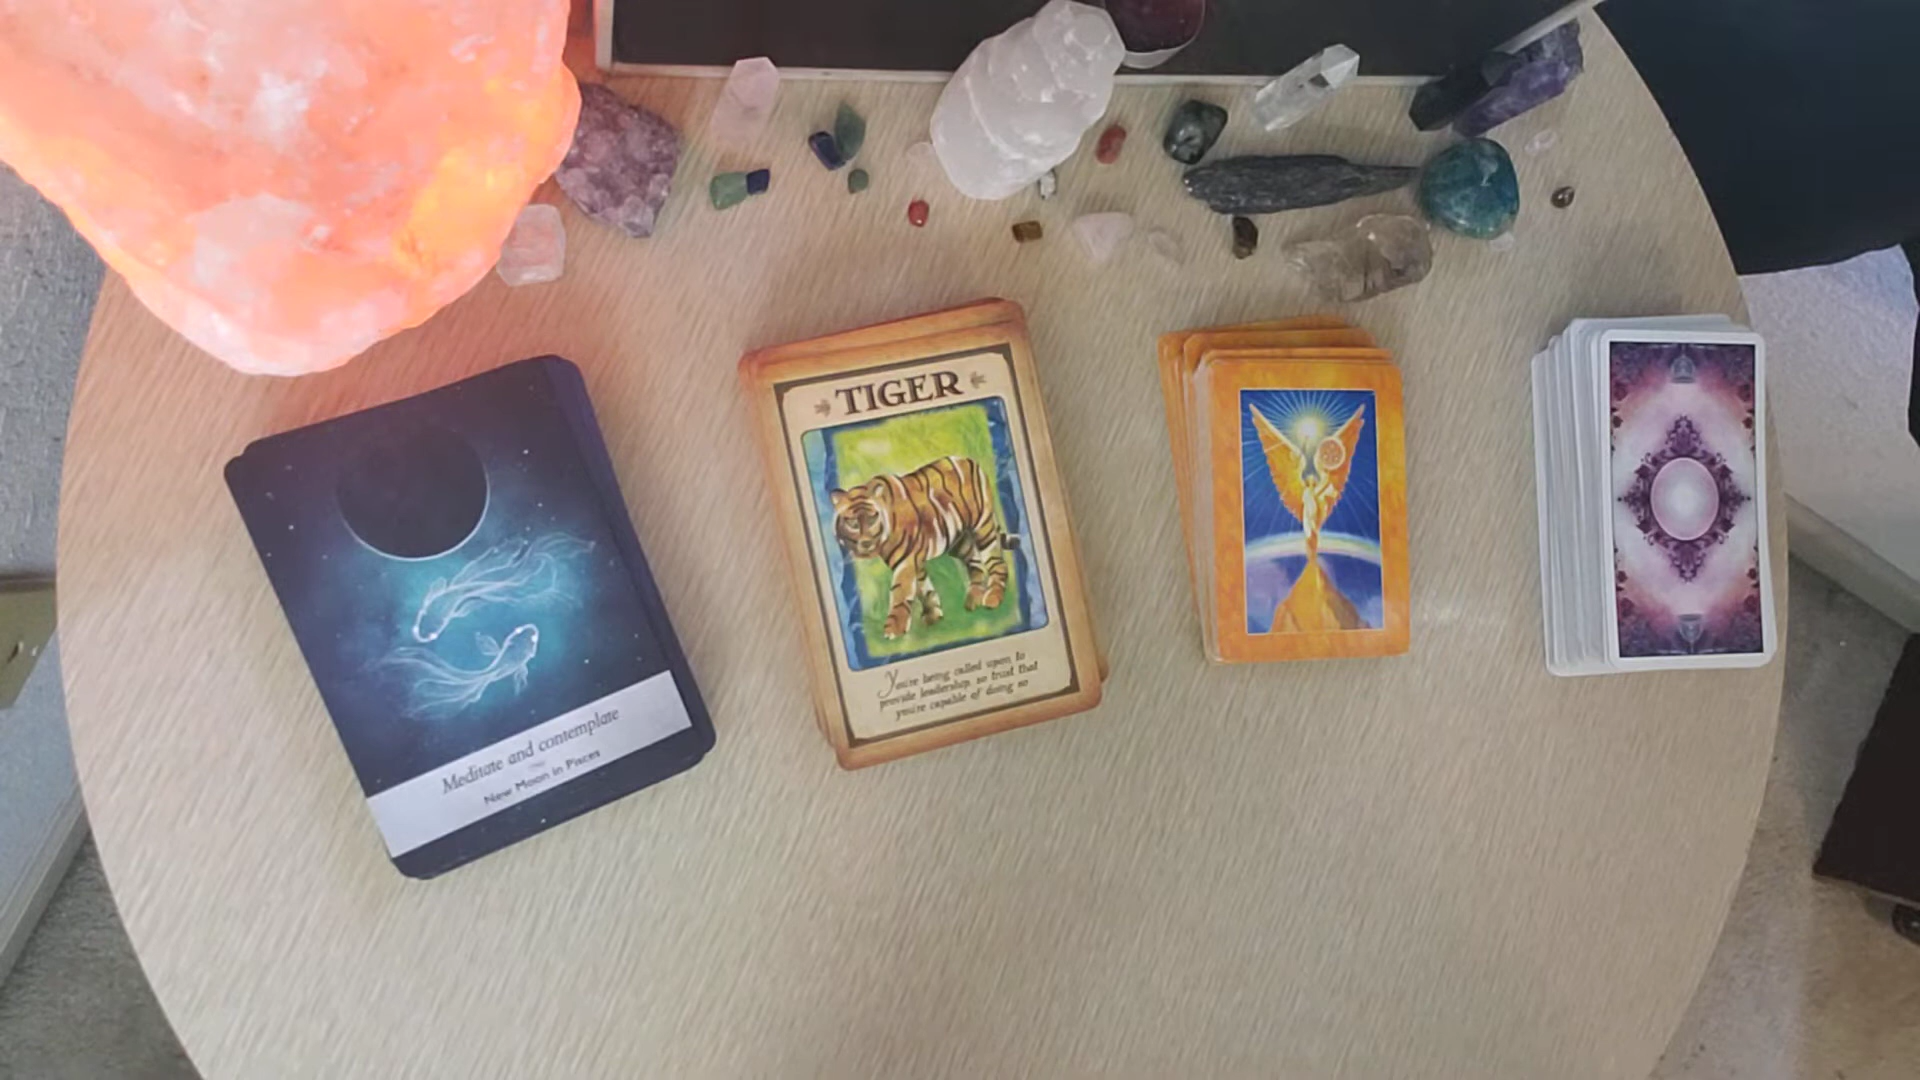 Meditate and contemplate
New Moon in Pisces
TIGER
You're being called upon to
provide leadership, so trust that
you're capable of doing so